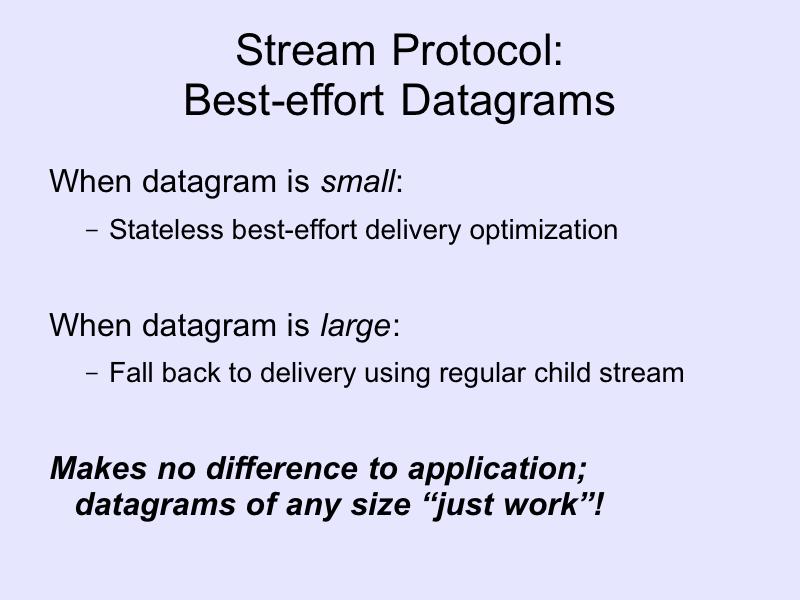 Stream Protocol:
Best-effort Datagrams
When datagram is small:
– Stateless best-effort delivery optimization
When datagram is large:
– Fall back to delivery using regular child stream
Makes no difference to application;
datagrams of any size “just work”!